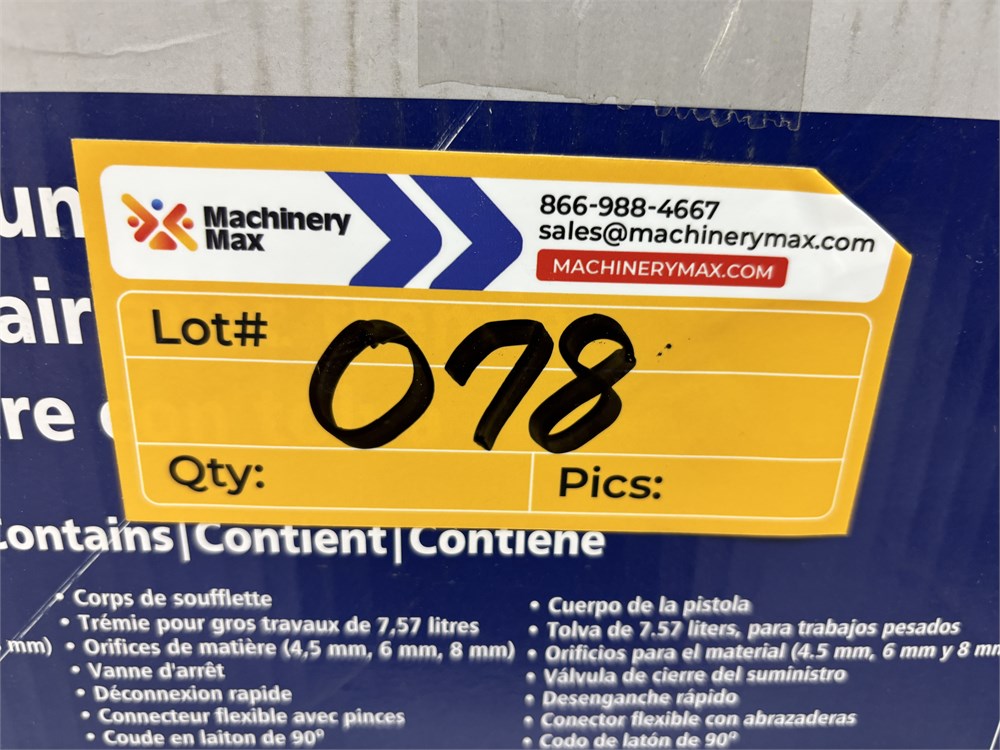 un
air
re
Machinery
Max
866-988-4667
sales@machinerymax.com
MACHINERYMAX.COM
Lot# 078
Qty:
Pics:
Contains|Contient|Contiene
• Corps de soufflette
• Trémie pour gros travaux de 7,57 litres
mm) • Orifices de matière (4,5 mm, 6 mm, 8 mm)
• Vanne d'arrêt
• Déconnexion rapide
• Connecteur flexible avec pinces
• Coude en laiton de 90º
• Cuerpo de la pistola
• Tolva de 7.57 liters, para trabajos pesados
• Orificios para el material (4.5 mm, 6 mm y 8 mm
• Válvula de cierre del suministro
• Desenganche rápido
• Conector flexible con abrazaderas
• Codo de latón de 90º